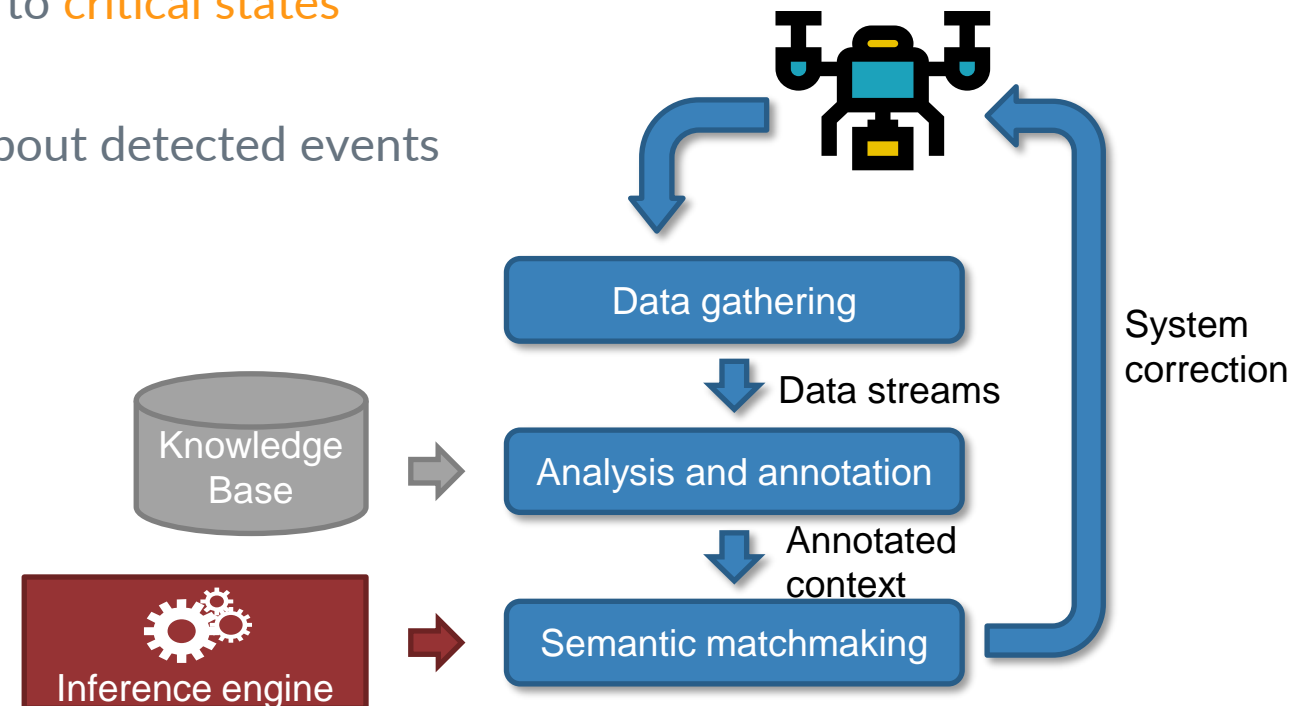 to critical states
bout detected events
Data gathering
System
correction
Data streams
Knowledge
Base
Analysis and annotation
Annotated
context
Semantic matchmaking
Inference engine